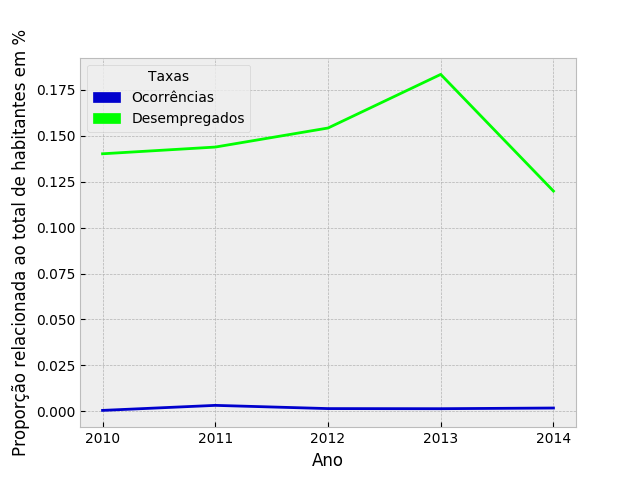 Proporção relacionada ao total de habitantes em %
0.175
0.150
0.125
0.100
0.075
0.050
0.025
0.000
Taxas
Ocorrências
Desempregados
2010 2011 2012 2013 2014
Ano